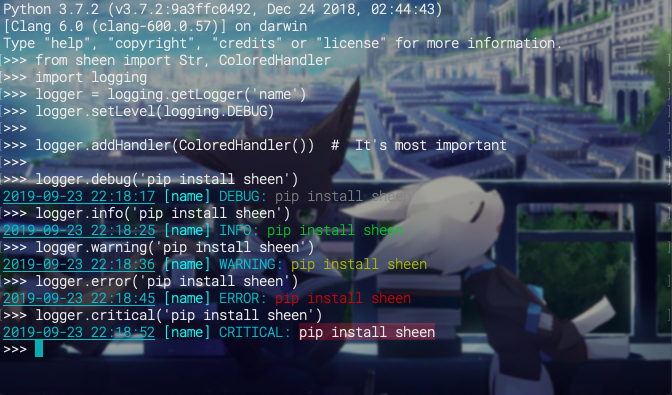 Python 3.7.2 (v3.7.2:9a3ffc0492, Dec 24 2018, 02:44:43)
[Clang 6.0 (clang-600.0.57)] on darwin
Type "help", "copyright", "credits" or "license" for more information.
>>> from sheen import Str, ColoredHandler
>>> import logging
>>> logger = logging.getLogger('name')
>>> logger.setLevel(logging.DEBUG)
>>>
>>> logger.addHandler(ColoredHandler())  #  It's most important
>>>
>>> logger.debug('pip install sheen')
2019-09-23 22:18:17 [name] DEBUG: pip install sheen
>>> logger.info('pip install sheen')
2019-09-23 22:18:25 [name] INFO: pip install sheen
>>> logger.warning('pip install sheen')
2019-09-23 22:18:36 [name] WARNING: pip install sheen
>>> logger.error('pip install sheen')
2019-09-23 22:18:45 [name] ERROR: pip install sheen
>>> logger.critical('pip install sheen')
2019-09-23 22:18:52 [name] CRITICAL: pip install sheen
>>>